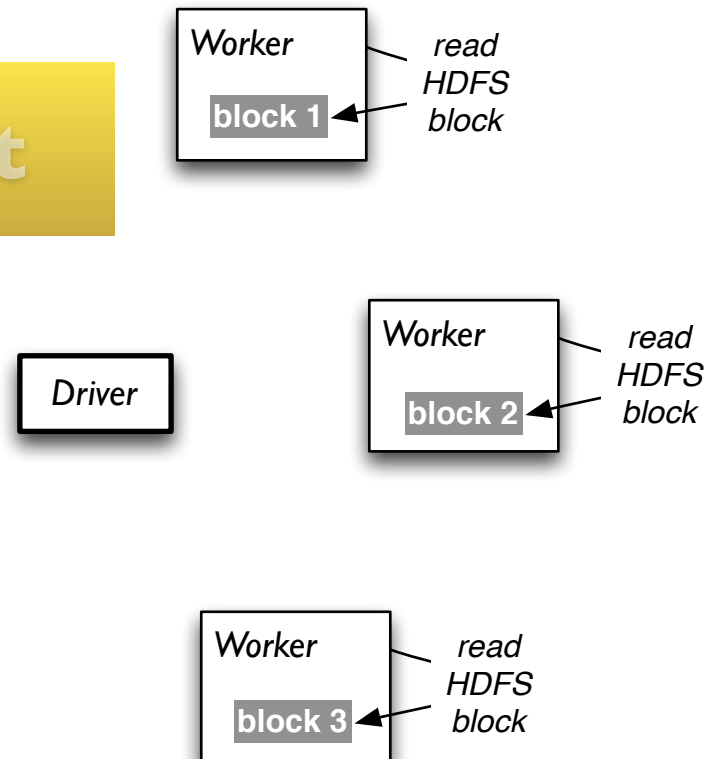 Worker
block 1
read
HDFS
block
t
Driver
Worker
block 2
read
HDFS
block
Worker
block 3
read
HDFS
block